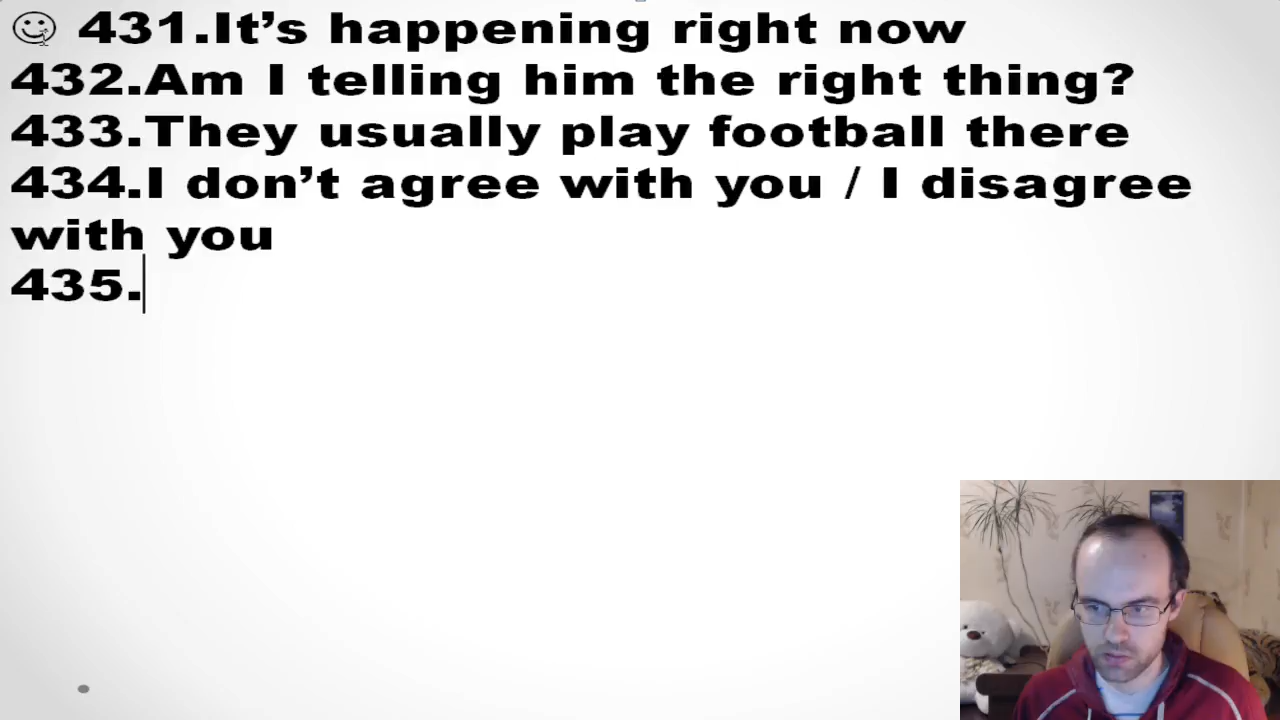 ☺ 431.It’s happening right now
432.Am I telling him the right thing?
433.They usually play football there
434.I don’t agree with you / I disagree
with you
435.